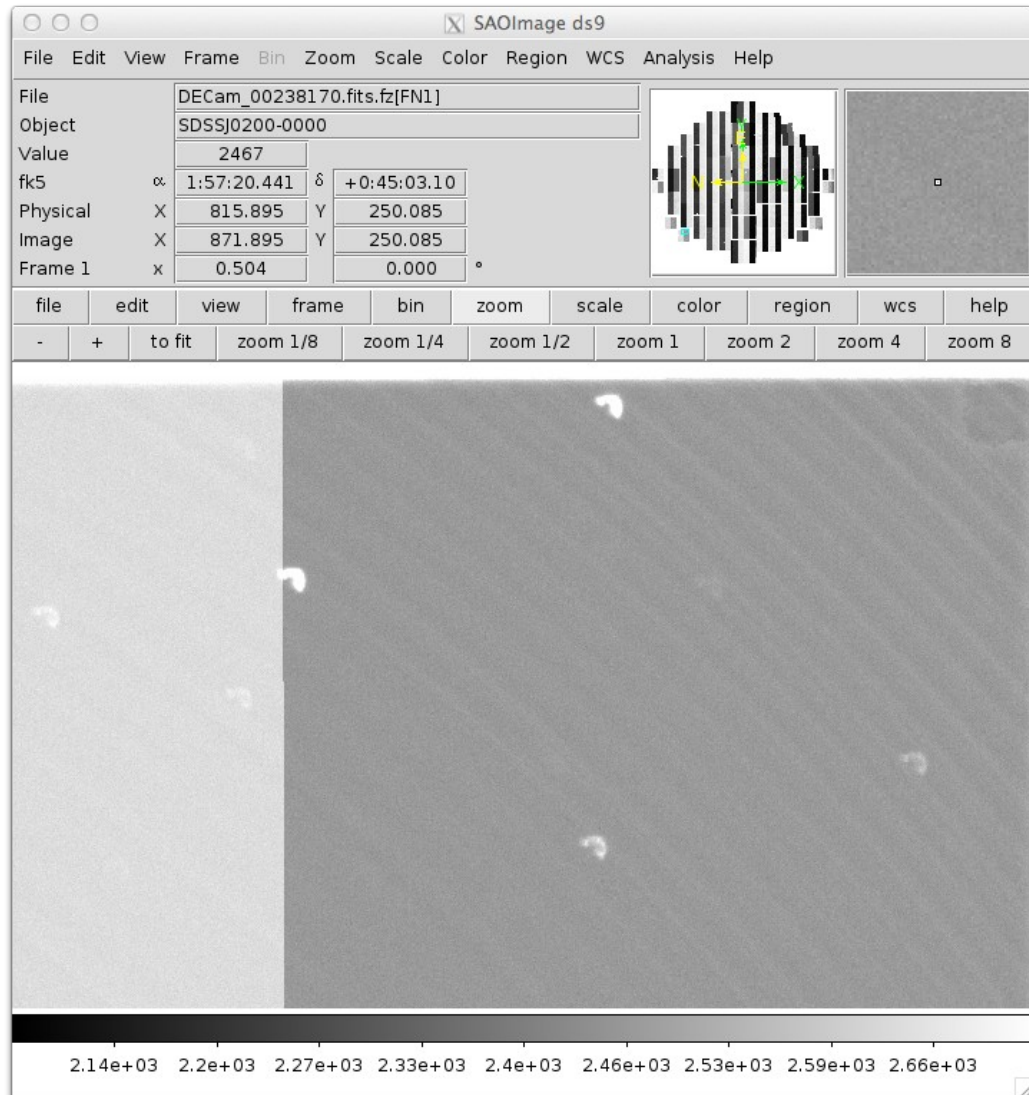 SAOImage ds9
File Edit View Frame Bin Zoom Scale Color Region WCS Analysis Help
File DECam_00238170.fits.fz[FN1]
Object SDSSJ0200-0000
Value 2467
fk5 α 1:57:20.441 δ +0:45:03.10
Physical X 815.895 Y 250.085
Image X 871.895 Y 250.085
Frame 1 x 0.504 0.000 °
Y
E
N X
file edit view frame bin zoom scale color region wcs help
- + to fit zoom 1/8 zoom 1/4 zoom 1/2 zoom 1 zoom 2 zoom 4 zoom 8
2.14e+03 2.2e+03 2.27e+03 2.33e+03 2.4e+03 2.46e+03 2.53e+03 2.59e+03 2.66e+03